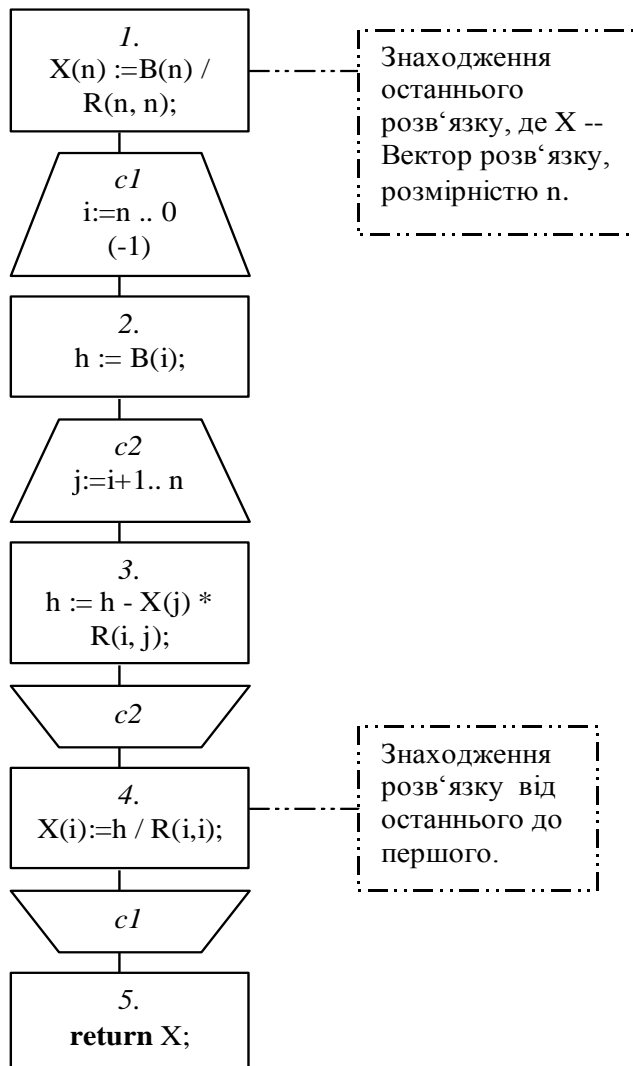 1.
X(n) :=B(n) /
R(n, n);
Знаходження
останнього
розв‘язку, де X --
Вектор розв‘язку,
розмірністю n.
c1
i:=n .. 0
(-1)
2.
h := B(i);
c2
j:=i+1.. n
3.
h := h - X(j) *
R(i, j);
c2
4.
X(i):=h / R(i,i);
Знаходження
розв‘язку від
останнього до
першого.
c1
5.
return X;